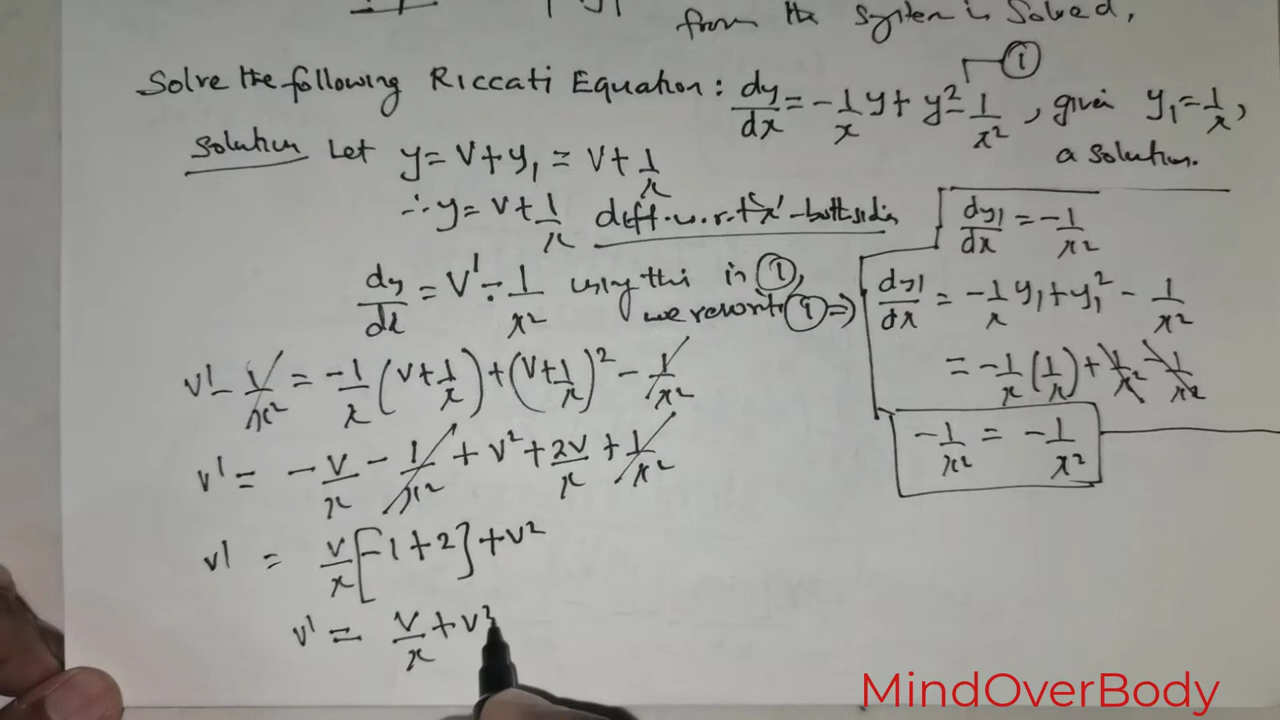 from the system is solved,
Solve the following Riccati Equation: dy/dx = -1/x y + y² - 1/x², given y₁ = 1/x, ①
a solution.
Solution Let y = V + y₁ = V + 1/x
∴ y = V + 1/x diff. w.r.t 'x' - both sides
dy/dx = V' - 1/x² using this in ①,
we rewrite ① ⇒
V' - 1/x² = -1/x (V + 1/x) + (V + 1/x)² - 1/x²
V' = -V/x - 1/x² + V² + 2V/x + 1/x²
V' = V/x [-1+2] + V²
V' = V/x + V²
dy₁/dx = -1/x²
dy₁/dx = -1/x y₁ + y₁² - 1/x²
= -1/x (1/x) + 1/x² - 1/x²
-1/x² = -1/x²
MindOverBody